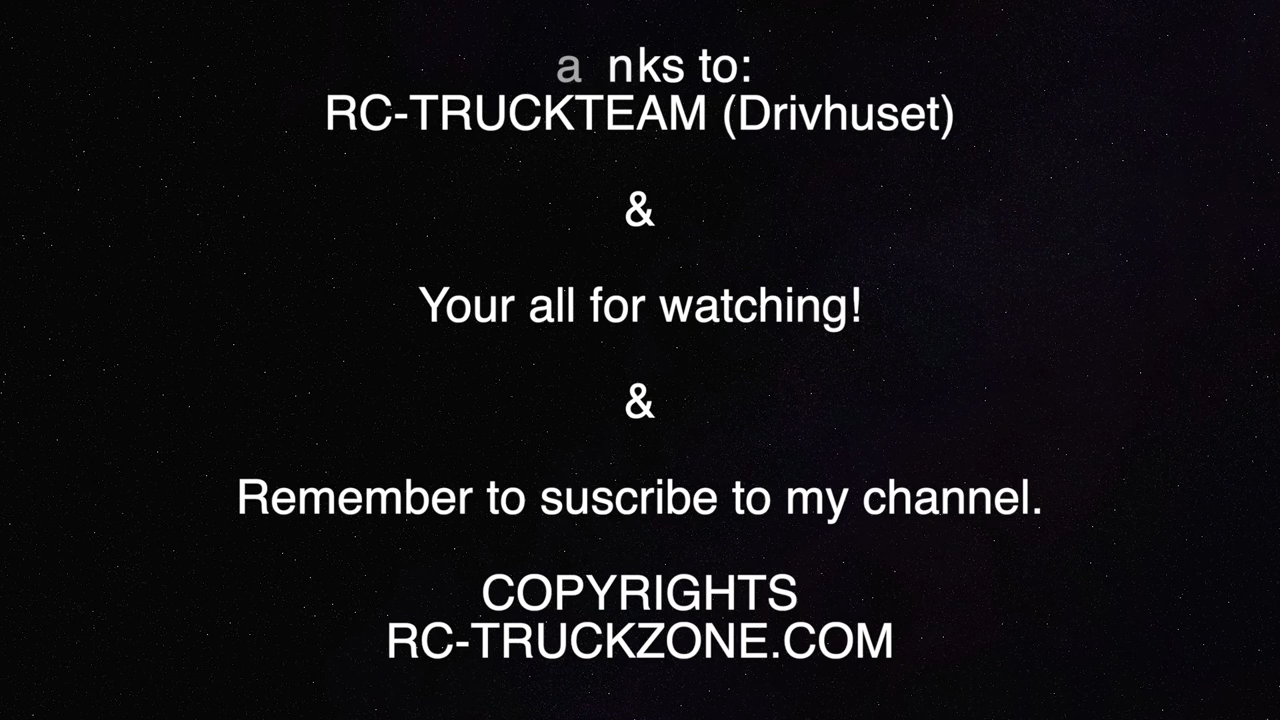 a nks to:
RC-TRUCKTEAM (Drivhuset)
&
Your all for watching!
&
Remember to suscribe to my channel.
COPYRIGHTS
RC-TRUCKZONE.COM